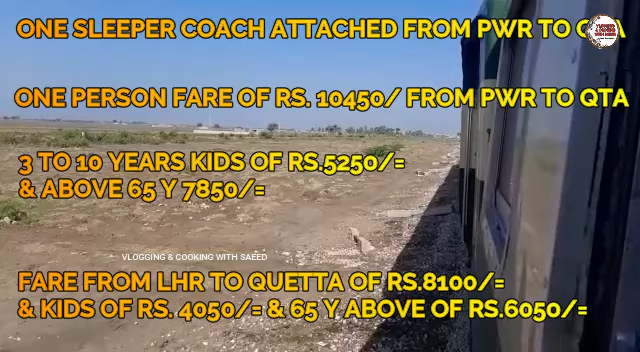 ONE SLEEPER COACH ATTACHED FROM PWR TO
ONE PERSON FARE OF RS. 10450/ FROM PWR TO QTA
3 TO 10 YEARS KIDS OF RS.5250/=
& ABOVE 65 Y 7850/=
VLOGGING & COOKING WITH SAEED
FARE FROM LHR TO QUETTA OF RS.8100/=
& KIDS OF RS. 4050/= & 65 Y ABOVE OF RS.6050/=